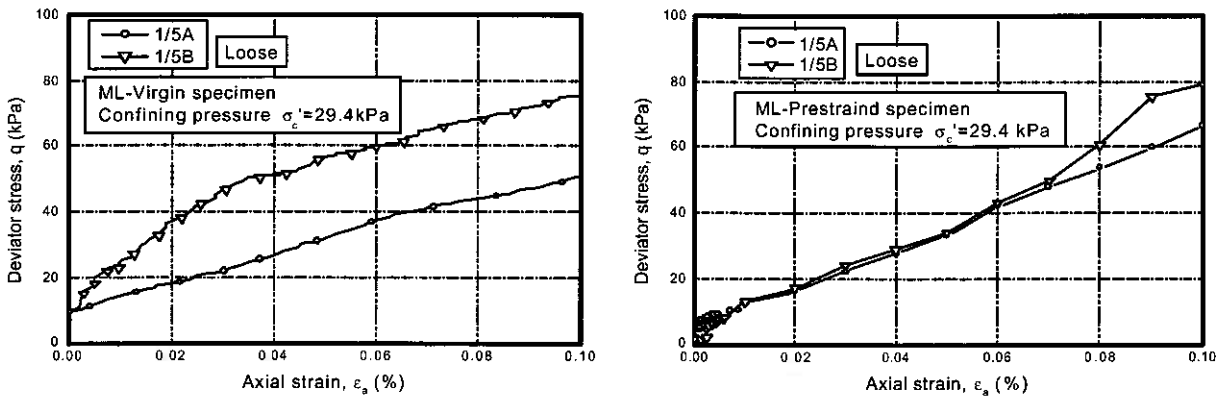 100
80
60
40
20
0
Deviator stress, q (kPa)
1/5A
1/5B
Loose
ML-Virgin specimen
Confining pressure σc'=29.4kPa
0.00
0.02
0.04
0.06
0.08
0.10
Axial strain, εa (%)
100
80
60
40
20
0
Deviator stress, q (kPa)
1/5A
1/5B
Loose
ML-Prestraind specimen
Confining pressure σc'=29.4 kPa
0.00
0.02
0.04
0.06
0.08
0.10
Axial strain, εa (%)